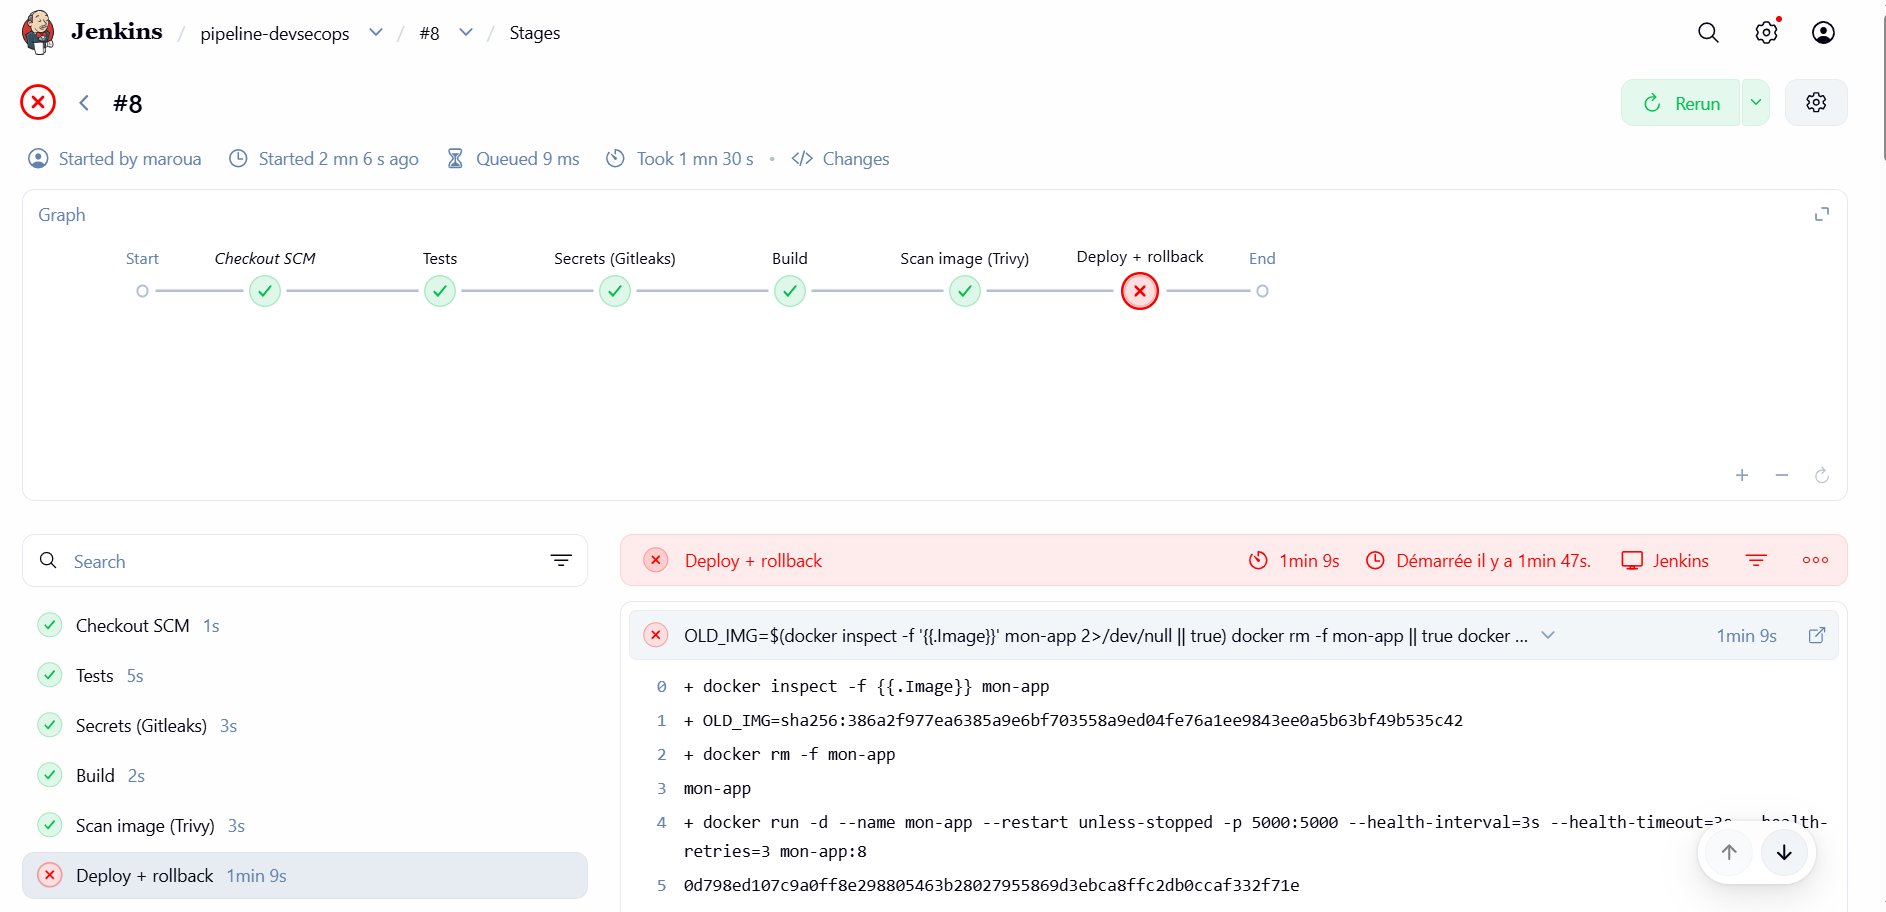 Jenkins / pipeline-devsecops / #8 / Stages
#8
Rerun
Started by maroua Started 2 mn 6 s ago Queued 9 ms Took 1 mn 30 s • Changes
Graph
Start Checkout SCM Tests Secrets (Gitleaks) Build Scan image (Trivy) Deploy + rollback End
Search
Checkout SCM 1s
Tests 5s
Secrets (Gitleaks) 3s
Build 2s
Scan image (Trivy) 3s
Deploy + rollback 1min 9s
Deploy + rollback 1min 9s Démarrée il y a 1min 47s. Jenkins
OLD_IMG=$(docker inspect -f '{{.Image}}' mon-app 2>/dev/null || true) docker rm -f mon-app || true docker ... 1min 9s
0 + docker inspect -f {{.Image}} mon-app
1 + OLD_IMG=sha256:386a2f977ea6385a9e6bf703558a9ed04fe76a1ee9843ee0a5b63bf49b535c42
2 + docker rm -f mon-app
3 mon-app
4 + docker run -d --name mon-app --restart unless-stopped -p 5000:5000 --health-interval=3s --health-timeout=3s --health-
retries=3 mon-app:8
5 0d798ed107c9a0ff8e298805463b28027955869d3ebca8ffc2db0ccaf332f71e